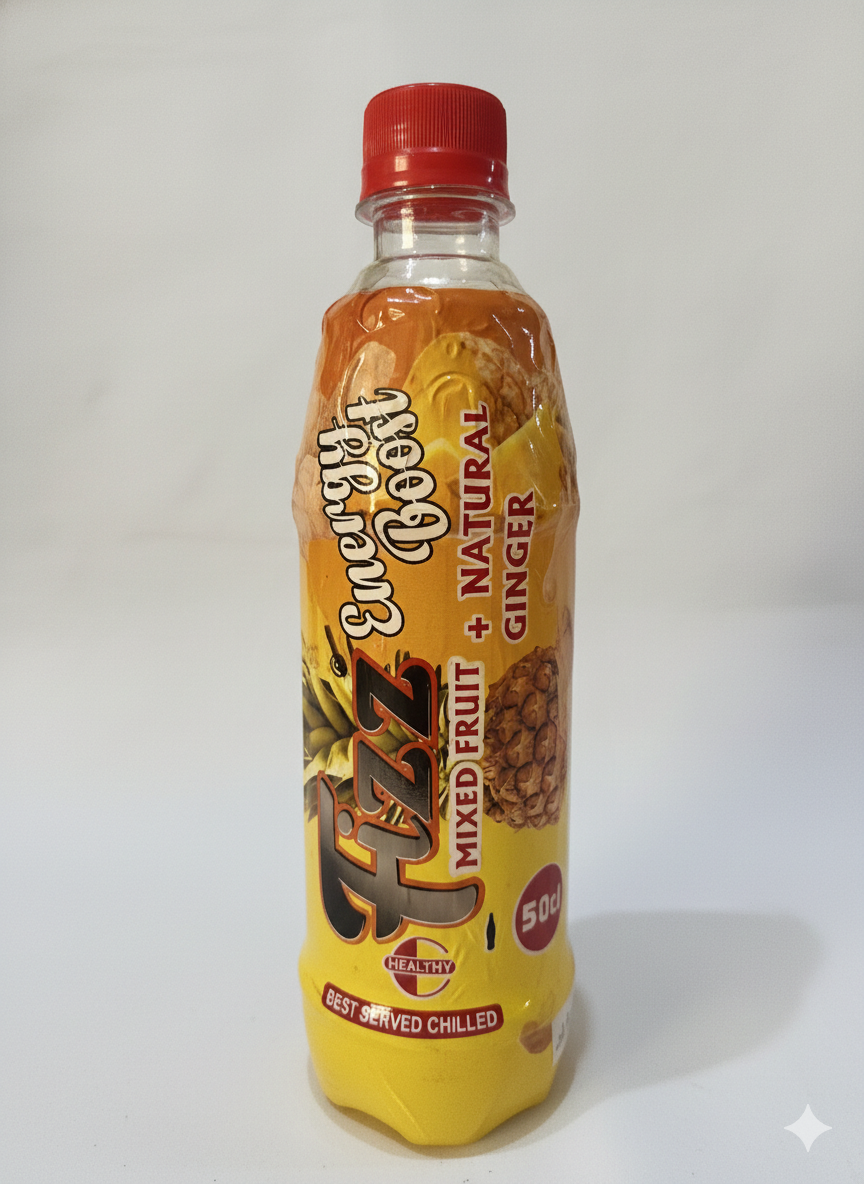 Energy
Boost
Fizz
MIXED FRUIT + NATURAL
GINGER
50cl
HEALTHY
BEST SERVED CHILLED